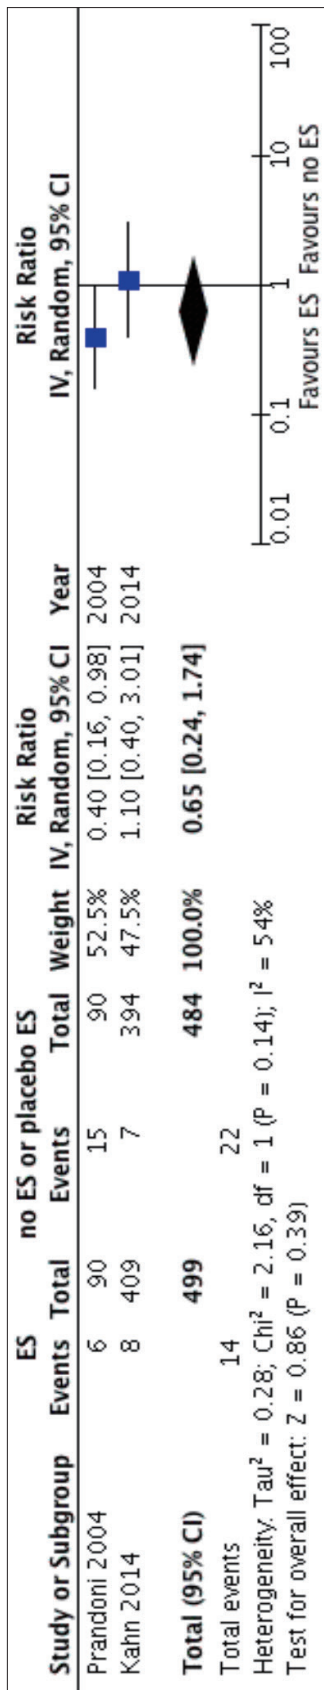 ES no ES or placebo ES Risk Ratio Risk Ratio
Study or Subgroup Events Total Events Total Weight IV, Random, 95% CI Year IV, Random, 95% CI
Prandoni 2004 6 90 15 90 52.5% 0.40 [0.16, 0.98] 2004
Kahn 2014 8 409 7 394 47.5% 1.10 [0.40, 3.01] 2014
Total (95% CI) 499 484 100.0% 0.65 [0.24, 1.74]
Total events 14 22
Heterogeneity: Tau² = 0.28; Chi² = 2.16, df = 1 (P = 0.14); I² = 54%
Test for overall effect: Z = 0.86 (P = 0.39)
0.01 0.1 1 10 100
Favours ES Favours no ES